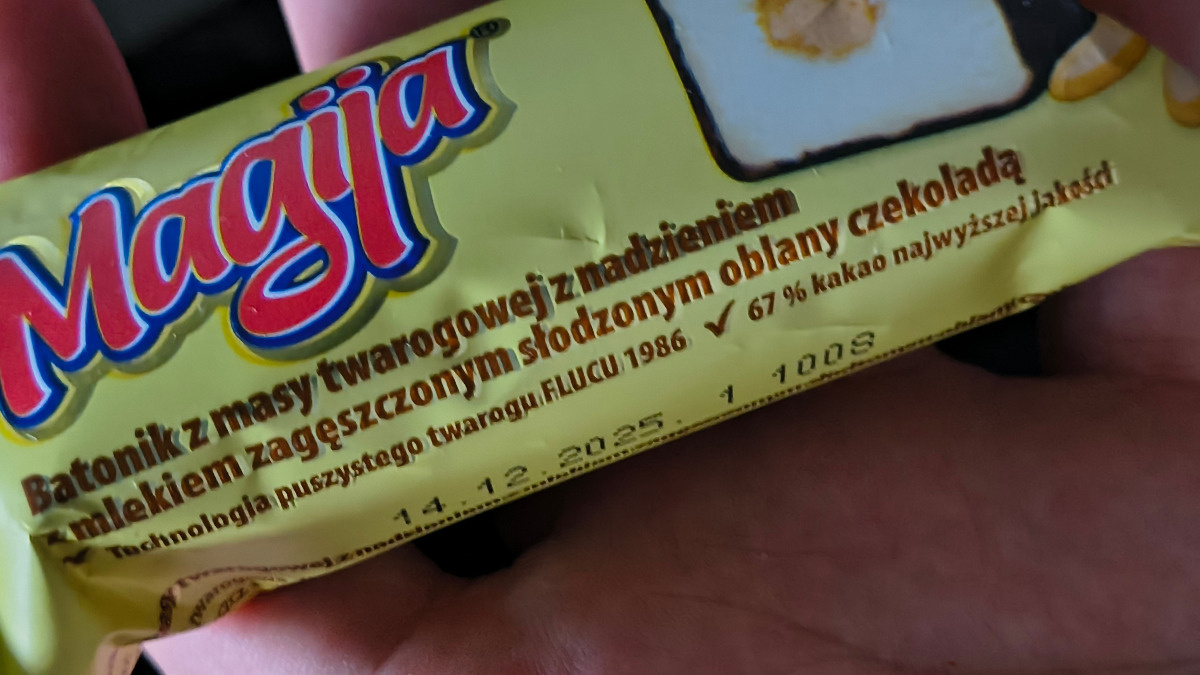 Magija
Batonik z masy twarogowej z nadzieniem
z mlekiem zagęszczonym słodzonym oblany czekoladą
✓ Technologia puszystego twarogu FLUCU 1986 ✓ 67 % kakao najwyższej jakości
14.12.2025. 1 1008